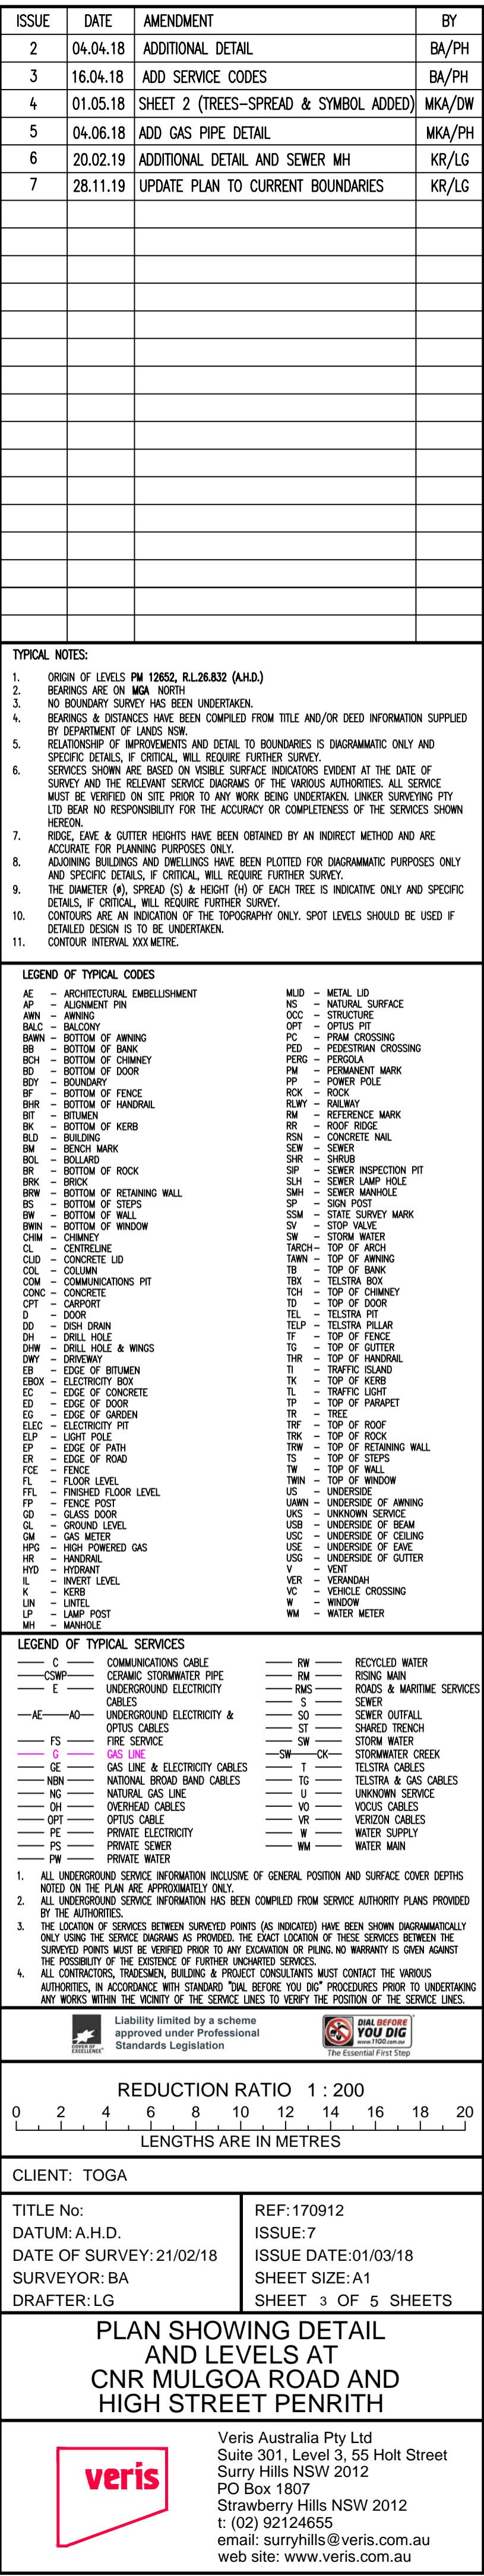 ISSUE DATE AMENDMENT BY
2 04.04.18 ADDITIONAL DETAIL BA/PH
3 16.04.18 ADD SERVICE CODES BA/PH
4 01.05.18 SHEET 2 (TREES-SPREAD & SYMBOL ADDED) MKA/DW
5 04.06.18 ADD GAS PIPE DETAIL MKA/PH
6 20.02.19 ADDITIONAL DETAIL AND SEWER MH KR/LG
7 28.11.19 UPDATE PLAN TO CURRENT BOUNDARIES KR/LG
TYPICAL NOTES:
1. ORIGIN OF LEVELS PM 12652, R.L.26.832 (A.H.D.)
2. BEARINGS ARE ON MGA NORTH
3. NO BOUNDARY SURVEY HAS BEEN UNDERTAKEN.
4. BEARINGS & DISTANCES HAVE BEEN COMPILED FROM TITLE AND/OR DEED INFORMATION SUPPLIED
BY DEPARTMENT OF LANDS NSW.
5. RELATIONSHIP OF IMPROVEMENTS AND DETAIL TO BOUNDARIES IS DIAGRAMMATIC ONLY AND
SPECIFIC DETAILS, IF CRITICAL, WILL REQUIRE FURTHER SURVEY.
6. SERVICES SHOWN ARE BASED ON VISIBLE SURFACE INDICATORS EVIDENT AT THE DATE OF
SURVEY AND THE RELEVANT SERVICE DIAGRAMS OF THE VARIOUS AUTHORITIES. ALL SERVICE
MUST BE VERIFIED ON SITE PRIOR TO ANY WORK BEING UNDERTAKEN. LINKER SURVEYING PTY
LTD BEAR NO RESPONSIBILITY FOR THE ACCURACY OR COMPLETENESS OF THE SERVICES SHOWN
HEREON.
7. RIDGE, EAVE & GUTTER HEIGHTS HAVE BEEN OBTAINED BY AN INDIRECT METHOD AND ARE
ACCURATE FOR PLANNING PURPOSES ONLY.
8. ADJOINING BUILDINGS AND DWELLINGS HAVE BEEN PLOTTED FOR DIAGRAMMATIC PURPOSES ONLY
AND SPECIFIC DETAILS, IF CRITICAL, WILL REQUIRE FURTHER SURVEY.
9. THE DIAMETER (ø), SPREAD (S) & HEIGHT (H) OF EACH TREE IS INDICATIVE ONLY AND SPECIFIC
DETAILS, IF CRITICAL, WILL REQUIRE FURTHER SURVEY.
10. CONTOURS ARE AN INDICATION OF THE TOPOGRAPHY ONLY. SPOT LEVELS SHOULD BE USED IF
DETAILED DESIGN IS TO BE UNDERTAKEN.
11. CONTOUR INTERVAL XXX METRE.
LEGEND OF TYPICAL CODES
AE – ARCHITECTURAL EMBELLISHMENT
AP – ALIGNMENT PIN
AWN – AWNING
BALC – BALCONY
BAWN – BOTTOM OF AWNING
BB – BOTTOM OF BANK
BCH – BOTTOM OF CHIMNEY
BD – BOTTOM OF DOOR
BDY – BOUNDARY
BF – BOTTOM OF FENCE
BHR – BOTTOM OF HANDRAIL
BIT – BITUMEN
BK – BOTTOM OF KERB
BLD – BUILDING
BM – BENCH MARK
BOL – BOLLARD
BR – BOTTOM OF ROCK
BRK – BRICK
BRW – BOTTOM OF RETAINING WALL
BS – BOTTOM OF STEPS
BW – BOTTOM OF WALL
BWIN – BOTTOM OF WINDOW
CHIM – CHIMNEY
CL – CENTRELINE
CLID – CONCRETE LID
COL – COLUMN
COM – COMMUNICATIONS PIT
CONC – CONCRETE
CPT – CARPORT
D – DOOR
DD – DISH DRAIN
DH – DRILL HOLE
DHW – DRILL HOLE & WINGS
DWY – DRIVEWAY
EB – EDGE OF BITUMEN
EBOX – ELECTRICITY BOX
EC – EDGE OF CONCRETE
ED – EDGE OF DOOR
EG – EDGE OF GARDEN
ELEC – ELECTRICITY PIT
ELP – LIGHT POLE
EP – EDGE OF PATH
ER – EDGE OF ROAD
FCE – FENCE
FL – FLOOR LEVEL
FFL – FINISHED FLOOR LEVEL
FP – FENCE POST
GD – GLASS DOOR
GL – GROUND LEVEL
GM – GAS METER
HPG – HIGH POWERED GAS
HR – HANDRAIL
HYD – HYDRANT
IL – INVERT LEVEL
K – KERB
LIN – LINTEL
LP – LAMP POST
MH – MANHOLE
MLID – METAL LID
NS – NATURAL SURFACE
OCC – STRUCTURE
OPT – OPTUS PIT
PC – PRAM CROSSING
PED – PEDESTRIAN CROSSING
PERG – PERGOLA
PM – PERMANENT MARK
PP – POWER POLE
RCK – ROCK
RLWY – RAILWAY
RM – REFERENCE MARK
RR – ROOF RIDGE
RSN – CONCRETE NAIL
SEW – SEWER
SHR – SHRUB
SIP – SEWER INSPECTION PIT
SLH – SEWER LAMP HOLE
SMH – SEWER MANHOLE
SP – SIGN POST
SSM – STATE SURVEY MARK
SV – STOP VALVE
SW – STORM WATER
TARCH – TOP OF ARCH
TAWN – TOP OF AWNING
TB – TOP OF BANK
TBX – TELSTRA BOX
TCH – TOP OF CHIMNEY
TD – TOP OF DOOR
TEL – TELSTRA PIT
TELP – TELSTRA PILLAR
TF – TOP OF FENCE
TG – TOP OF GUTTER
THR – TOP OF HANDRAIL
TI – TRAFFIC ISLAND
TK – TOP OF KERB
TL – TRAFFIC LIGHT
TP – TOP OF PARAPET
TR – TREE
TRF – TOP OF ROOF
TRK – TOP OF ROCK
TRW – TOP OF RETAINING WALL
TS – TOP OF STEPS
TW – TOP OF WALL
TWIN – TOP OF WINDOW
US – UNDERSIDE
UAWN – UNDERSIDE OF AWNING
UKS – UNKNOWN SERVICE
USB – UNDERSIDE OF BEAM
USC – UNDERSIDE OF CEILING
USE – UNDERSIDE OF EAVE
USG – UNDERSIDE OF GUTTER
V – VENT
VER – VERANDAH
VC – VEHICLE CROSSING
W – WINDOW
WM – WATER METER
LEGEND OF TYPICAL SERVICES
C COMMUNICATIONS CABLE
CSWP CERAMIC STORMWATER PIPE
E UNDERGROUND ELECTRICITY
CABLES
AE AO UNDERGROUND ELECTRICITY &
OPTUS CABLES
FS FIRE SERVICE
G GAS LINE
GE GAS LINE & ELECTRICITY CABLES
NBN NATIONAL BROAD BAND CABLES
NG NATURAL GAS LINE
OH OVERHEAD CABLES
OPT OPTUS CABLE
PE PRIVATE ELECTRICITY
PS PRIVATE SEWER
PW PRIVATE WATER
RW RECYCLED WATER
RM RISING MAIN
RMS ROADS & MARITIME SERVICES
S SEWER
SO SEWER OUTFALL
ST SHARED TRENCH
SW STORM WATER
SW CK STORMWATER CREEK
T TELSTRA CABLES
TG TELSTRA & GAS CABLES
U UNKNOWN SERVICE
VO VOCUS CABLES
VR VERIZON CABLES
W WATER SUPPLY
WM WATER MAIN
1. ALL UNDERGROUND SERVICE INFORMATION INCLUSIVE OF GENERAL POSITION AND SURFACE COVER DEPTHS
NOTED ON THE PLAN ARE APPROXIMATELY ONLY.
2. ALL UNDERGROUND SERVICE INFORMATION HAS BEEN COMPILED FROM SERVICE AUTHORITY PLANS PROVIDED
BY THE AUTHORITIES.
3. THE LOCATION OF SERVICES BETWEEN SURVEYED POINTS (AS INDICATED) HAVE BEEN SHOWN DIAGRAMMATICALLY
ONLY USING THE SERVICE DIAGRAMS AS PROVIDED. THE EXACT LOCATION OF THESE SERVICES BETWEEN THE
SURVEYED POINTS MUST BE VERIFIED PRIOR TO ANY EXCAVATION OR PILING. NO WARRANTY IS GIVEN AGAINST
THE POSSIBILITY OF THE EXISTENCE OF FURTHER UNCHARTED SERVICES.
4. ALL CONTRACTORS, TRADESMEN, BUILDING & PROJECT CONSULTANTS MUST CONTACT THE VARIOUS
AUTHORITIES, IN ACCORDANCE WITH STANDARD "DIAL BEFORE YOU DIG" PROCEDURES PRIOR TO UNDERTAKING
ANY WORKS WITHIN THE VICINITY OF THE SERVICE LINES TO VERIFY THE POSITION OF THE SERVICE LINES.
COVER OF
EXCELLENCE
Liability limited by a scheme
approved under Professional
Standards Legislation
DIAL BEFORE
YOU DIG
www.1100.com.au
The Essential First Step
REDUCTION RATIO 1 : 200
0 2 4 6 8 10 12 14 16 18 20
LENGTHS ARE IN METRES
CLIENT: TOGA
TITLE No:
DATUM: A.H.D.
DATE OF SURVEY: 21/02/18
SURVEYOR: BA
DRAFTER: LG
REF: 170912
ISSUE: 7
ISSUE DATE: 01/03/18
SHEET SIZE: A1
SHEET 3 OF 5 SHEETS
PLAN SHOWING DETAIL
AND LEVELS AT
CNR MULGOA ROAD AND
HIGH STREET PENRITH
veris
Veris Australia Pty Ltd
Suite 301, Level 3, 55 Holt Street
Surry Hills NSW 2012
PO Box 1807
Strawberry Hills NSW 2012
t: (02) 92124655
email: surryhills@veris.com.au
web site: www.veris.com.au